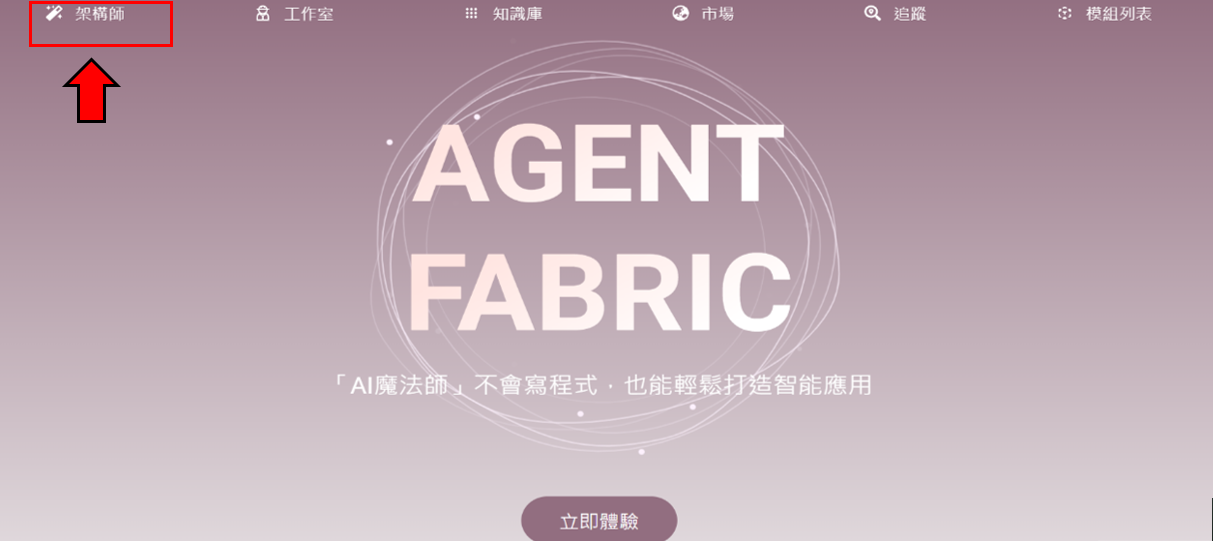 架構師 工作室 知識庫 市場 追蹤 模組列表
AGENT
FABRIC
「AI魔法師」不會寫程式，也能輕鬆打造智能應用
立即體驗